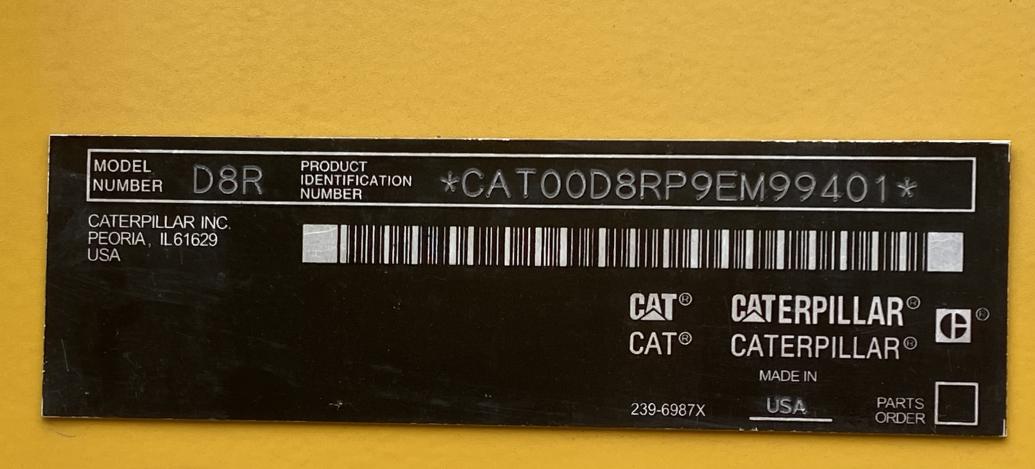 MODEL NUMBER D8R
PRODUCT IDENTIFICATION NUMBER *CAT00D8RP9EM99401*
CATERPILLAR INC.
PEORIA, IL61629
USA
CAT® CATERPILLAR®
CAT® CATERPILLAR®
MADE IN
239-6987X USA
PARTS ORDER